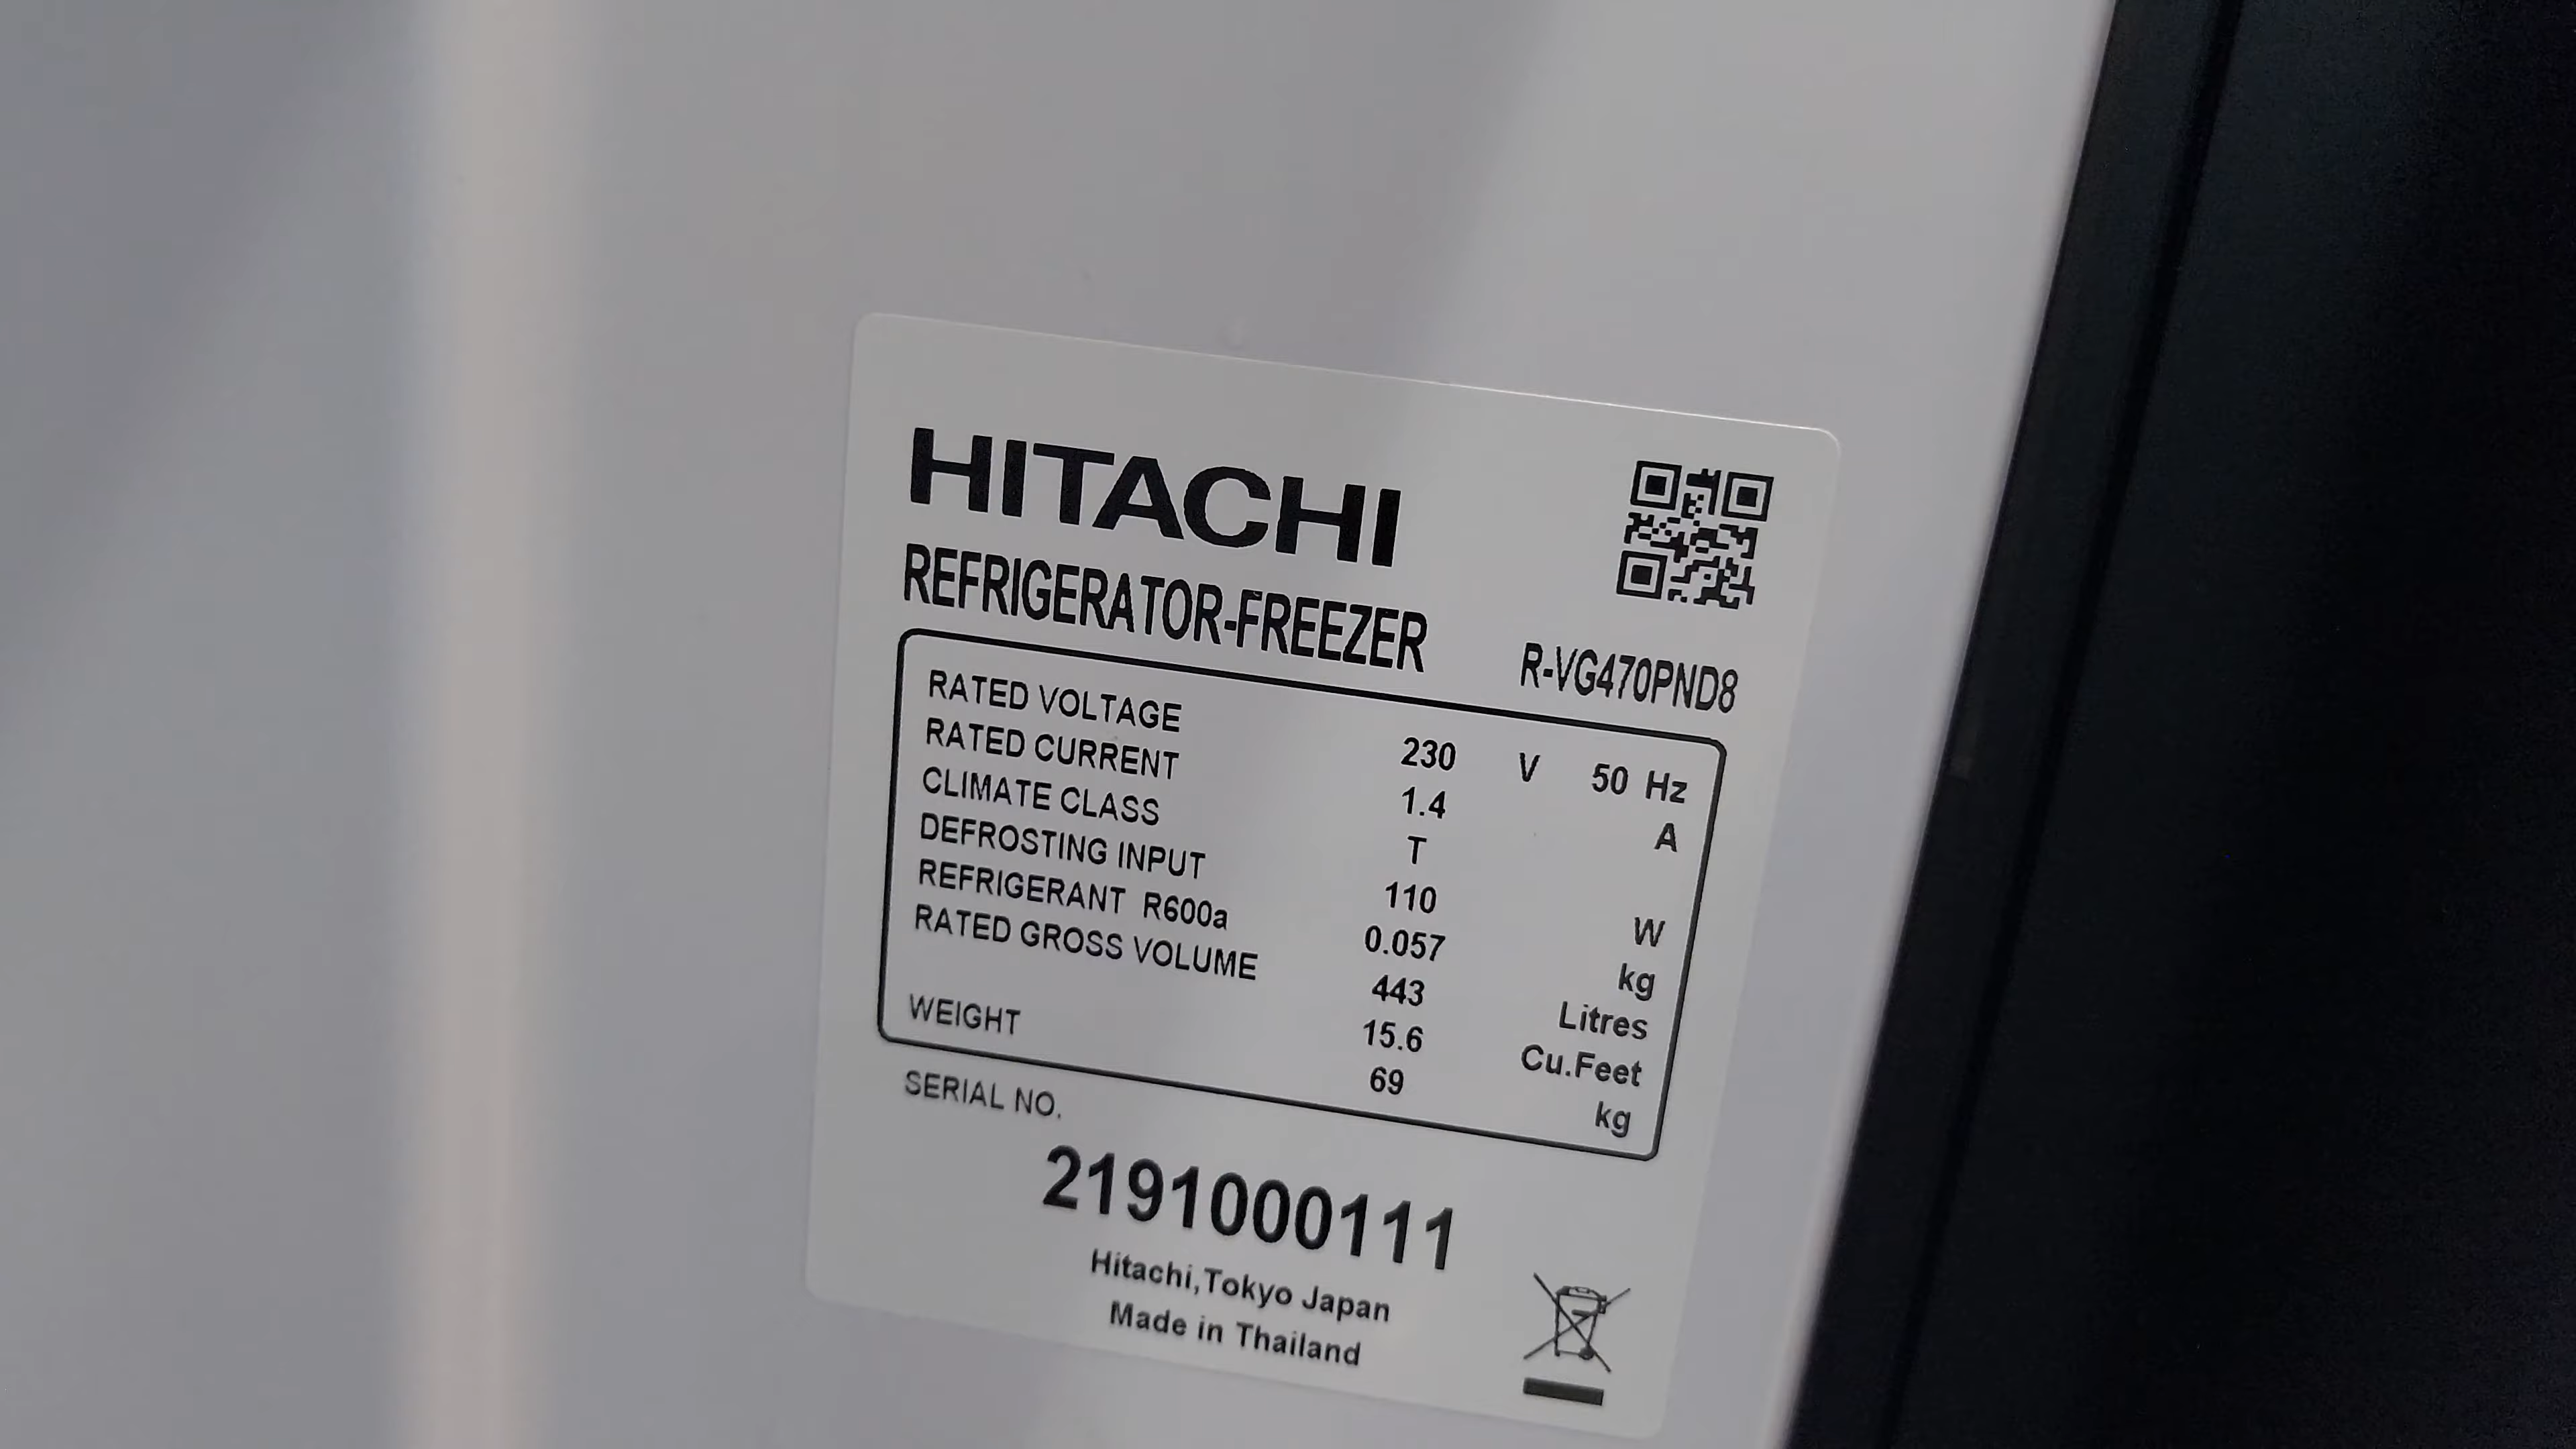 HITACHI
REFRIGERATOR-FREEZER R-VG470PND8
RATED VOLTAGE 230 V 50 Hz
RATED CURRENT 1.4 A
CLIMATE CLASS T
DEFROSTING INPUT 110 W
REFRIGERANT R600a 0.057 kg
RATED GROSS VOLUME 443 Litres
15.6 Cu.Feet
WEIGHT 69 kg
SERIAL NO.
2191000111
Hitachi,Tokyo Japan
Made in Thailand